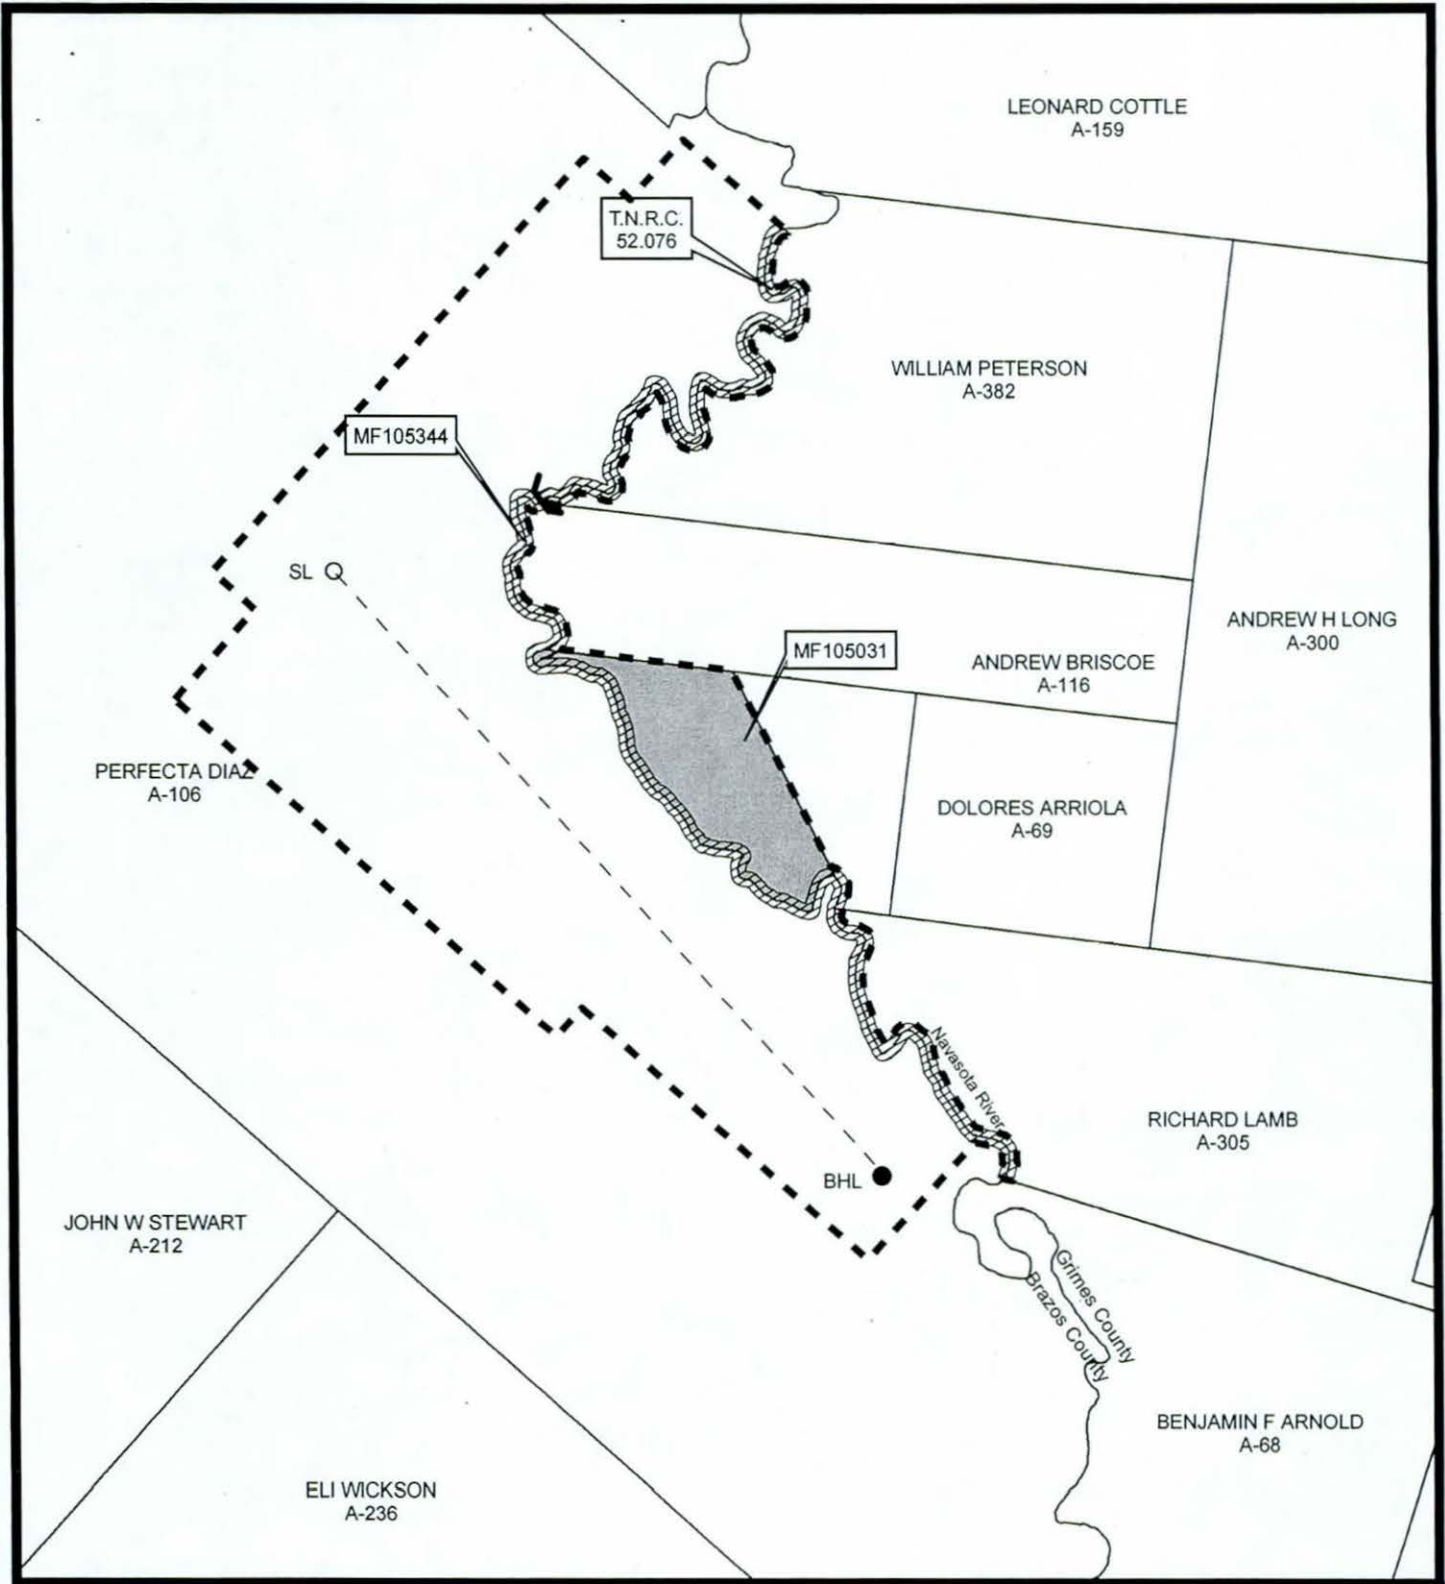 LEONARD COTTLE
A-159
T.N.R.C.
52.076
WILLIAM PETERSON
A-382
MF105344
SL
ANDREW H LONG
A-300
MF105031
ANDREW BRISCOE
A-116
PERFECTA DIAZ
A-106
DOLORES ARRIOLA
A-69
Navasota River
RICHARD LAMB
A-305
BHL
JOHN W STEWART
A-212
Grimes County
Brazos County
BENJAMIN F ARNOLD
A-68
ELI WICKSON
A-236